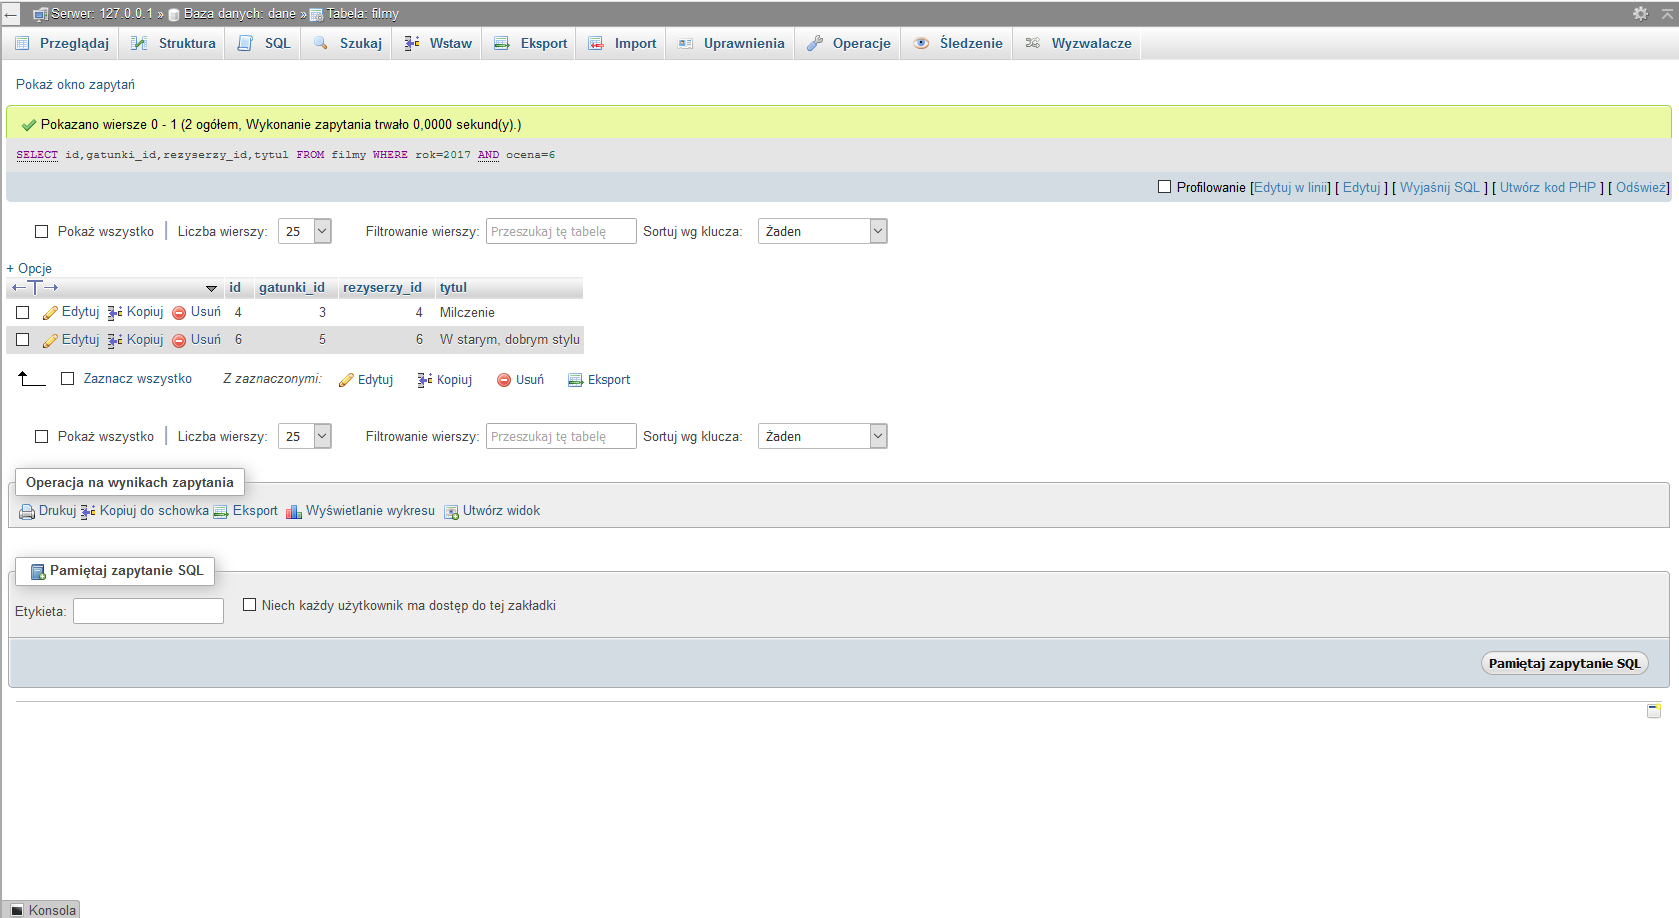 Serwer: 127.0.0.1 » Baza danych: dane » Tabela: filmy
Przeglądaj Struktura SQL Szukaj Wstaw Eksport Import Uprawnienia Operacje Śledzenie Wyzwalacze
Pokaż okno zapytań
Pokazano wiersze 0 - 1 (2 ogółem, Wykonanie zapytania trwało 0,0000 sekund(y).)
SELECT id,gatunki_id,rezyserzy_id,tytul FROM filmy WHERE rok=2017 AND ocena=6
Profilowanie [Edytuj w linii] [ Edytuj ] [ Wyjaśnij SQL ] [ Utwórz kod PHP ] [ Odśwież]
Pokaż wszystko Liczba wierszy: 25 Filtrowanie wierszy: Przeszukaj tę tabelę Sortuj wg klucza: Żaden
+ Opcje
←T→ id gatunki_id rezyserzy_id tytul
Edytuj Kopiuj Usuń 4 3 4 Milczenie
Edytuj Kopiuj Usuń 6 5 6 W starym, dobrym stylu
Zaznacz wszystko Z zaznaczonymi: Edytuj Kopiuj Usuń Eksport
Pokaż wszystko Liczba wierszy: 25 Filtrowanie wierszy: Przeszukaj tę tabelę Sortuj wg klucza: Żaden
Operacja na wynikach zapytania
Drukuj Kopiuj do schowka Eksport Wyświetlanie wykresu Utwórz widok
Pamiętaj zapytanie SQL
Etykieta: Niech każdy użytkownik ma dostęp do tej zakładki
Pamiętaj zapytanie SQL
Konsola